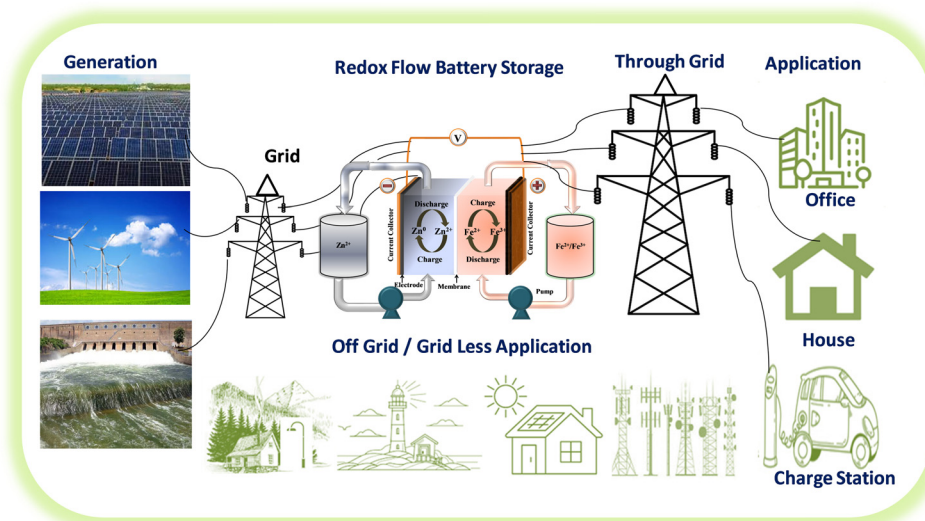 Generation
Redox Flow Battery Storage
Through Grid
Application
Grid
V
−
+
Zn²⁺
Current Collector
Discharge
Zn⁰ Zn²⁺
Charge
Charge
Fe²⁺ Fe³⁺
Discharge
Current Collector
Fe²⁺/Fe³⁺
Electrode
Membrane
Pump
Office
House
Off Grid / Grid Less Application
Charge Station